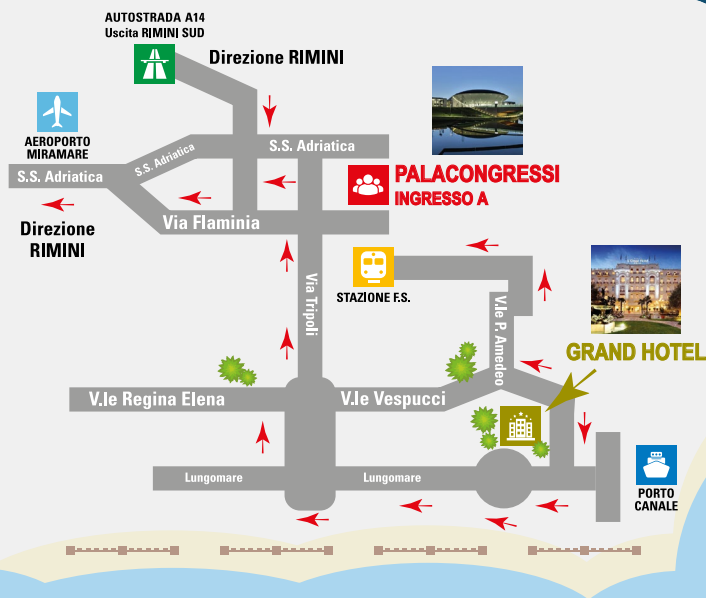 AUTOSTRADA A14
Uscita RIMINI SUD
Direzione RIMINI
AEROPORTO
MIRAMARE
S.S. Adriatica
S.S. Adriatica
S.S. Adriatica
PALACONGRESSI
INGRESSO A
Direzione
RIMINI
Via Flaminia
Via Tripoli
STAZIONE F.S.
V.le P. Amedeo
GRAND HOTEL
V.le Regina Elena
V.le Vespucci
Lungomare
Lungomare
PORTO
CANALE